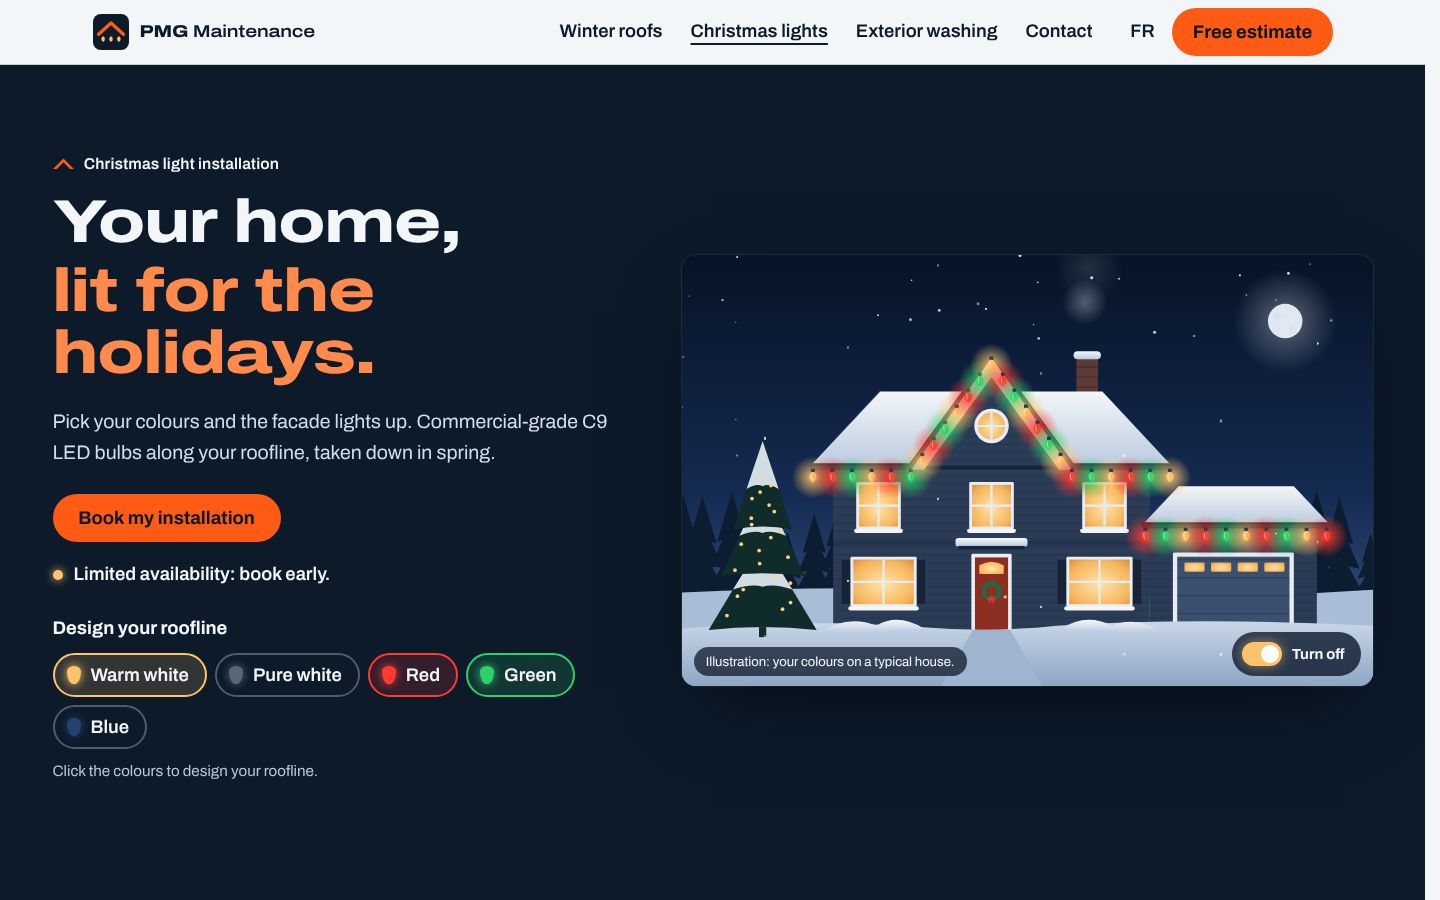 PMG Maintenance
Winter roofs
Christmas lights
Exterior washing
Contact
FR
Free estimate
Christmas light installation
Your home,
lit for the
holidays.
Pick your colours and the facade lights up. Commercial-grade C9
LED bulbs along your roofline, taken down in spring.
Book my installation
Limited availability: book early.
Design your roofline
Warm white
Pure white
Red
Green
Blue
Click the colours to design your roofline.
Illustration: your colours on a typical house.
Turn off